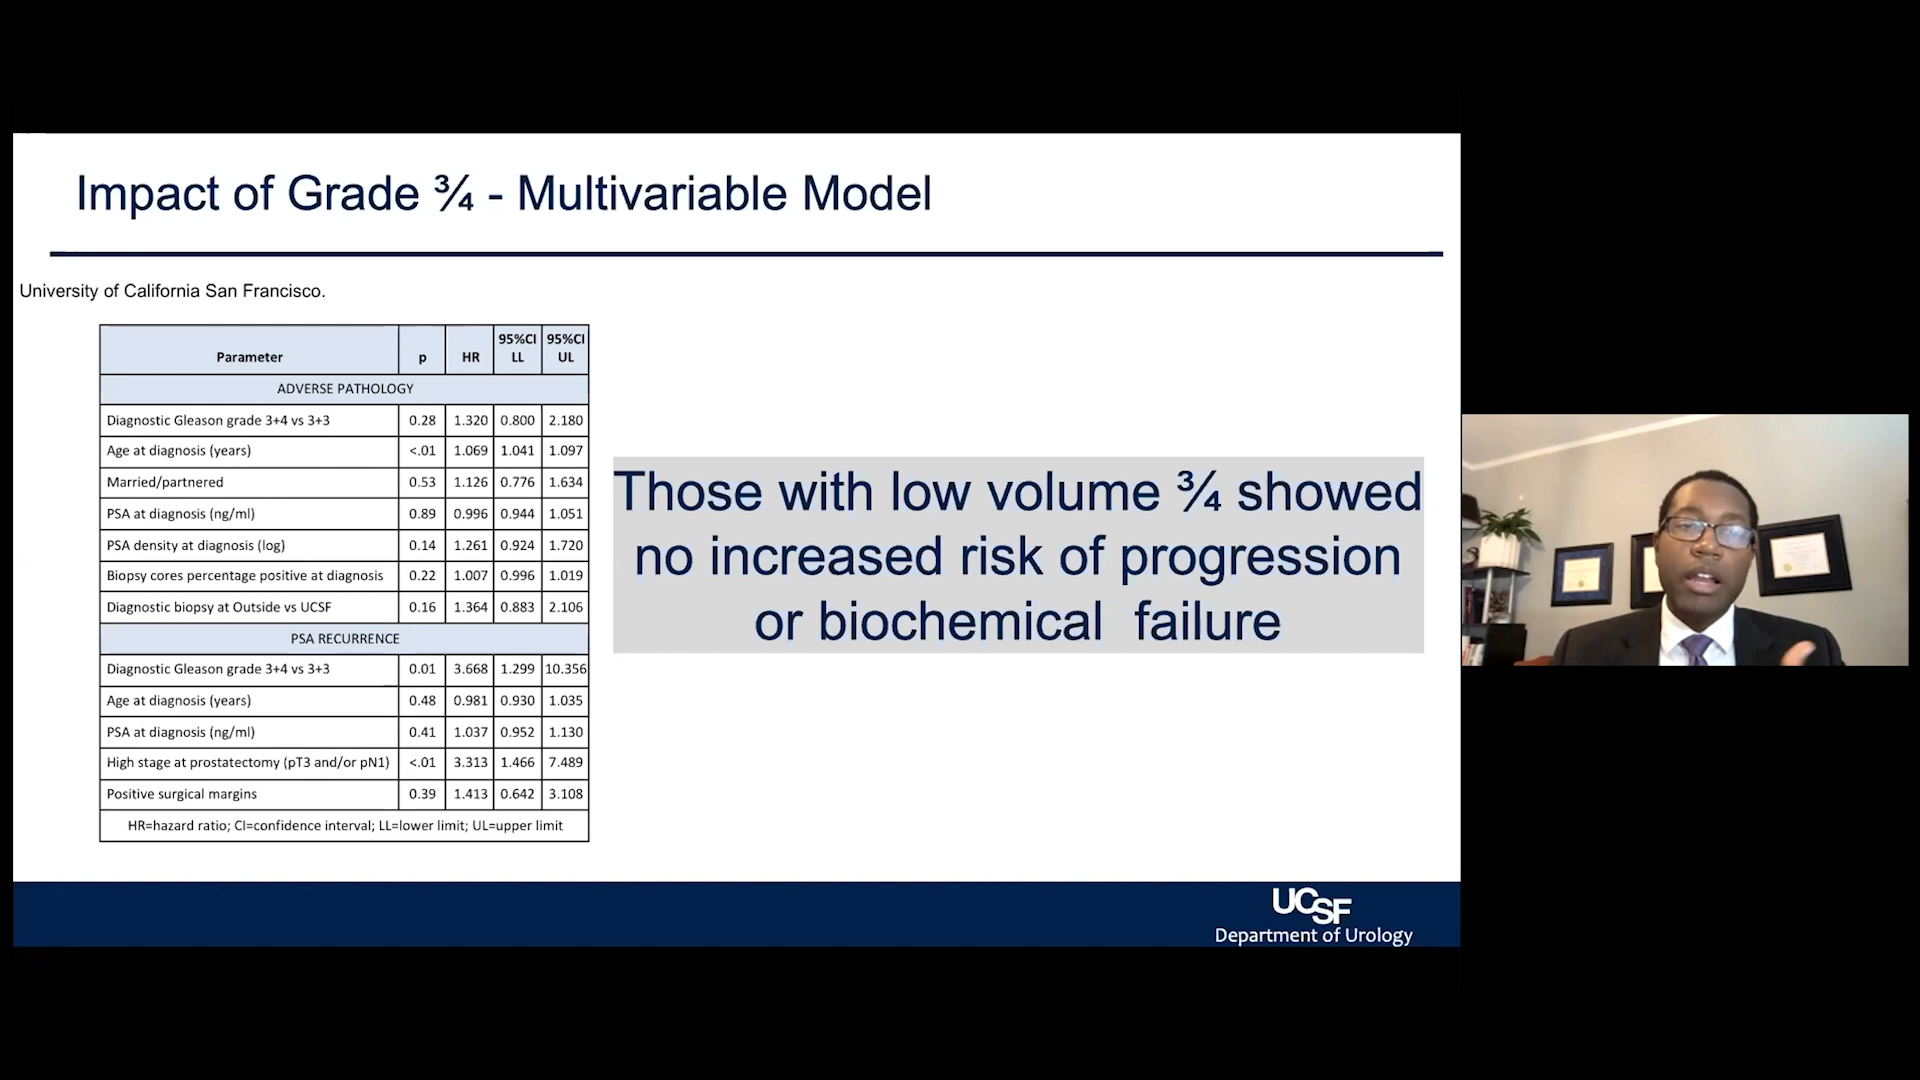 Impact of Grade ¾ - Multivariable Model
University of California San Francisco.
Parameter p HR 95%CI LL 95%CI UL
ADVERSE PATHOLOGY
Diagnostic Gleason grade 3+4 vs 3+3 0.28 1.320 0.800 2.180
Age at diagnosis (years) <.01 1.069 1.041 1.097
Married/partnered 0.53 1.126 0.776 1.634
PSA at diagnosis (ng/ml) 0.89 0.996 0.944 1.051
PSA density at diagnosis (log) 0.14 1.261 0.924 1.720
Biopsy cores percentage positive at diagnosis 0.22 1.007 0.996 1.019
Diagnostic biopsy at Outside vs UCSF 0.16 1.364 0.883 2.106
PSA RECURRENCE
Diagnostic Gleason grade 3+4 vs 3+3 0.01 3.668 1.299 10.356
Age at diagnosis (years) 0.48 0.981 0.930 1.035
PSA at diagnosis (ng/ml) 0.41 1.037 0.952 1.130
High stage at prostatectomy (pT3 and/or pN1) <.01 3.313 1.466 7.489
Positive surgical margins 0.39 1.413 0.642 3.108
HR=hazard ratio; CI=confidence interval; LL=lower limit; UL=upper limit
Those with low volume ¾ showed
no increased risk of progression
or biochemical failure
UCSF
Department of Urology